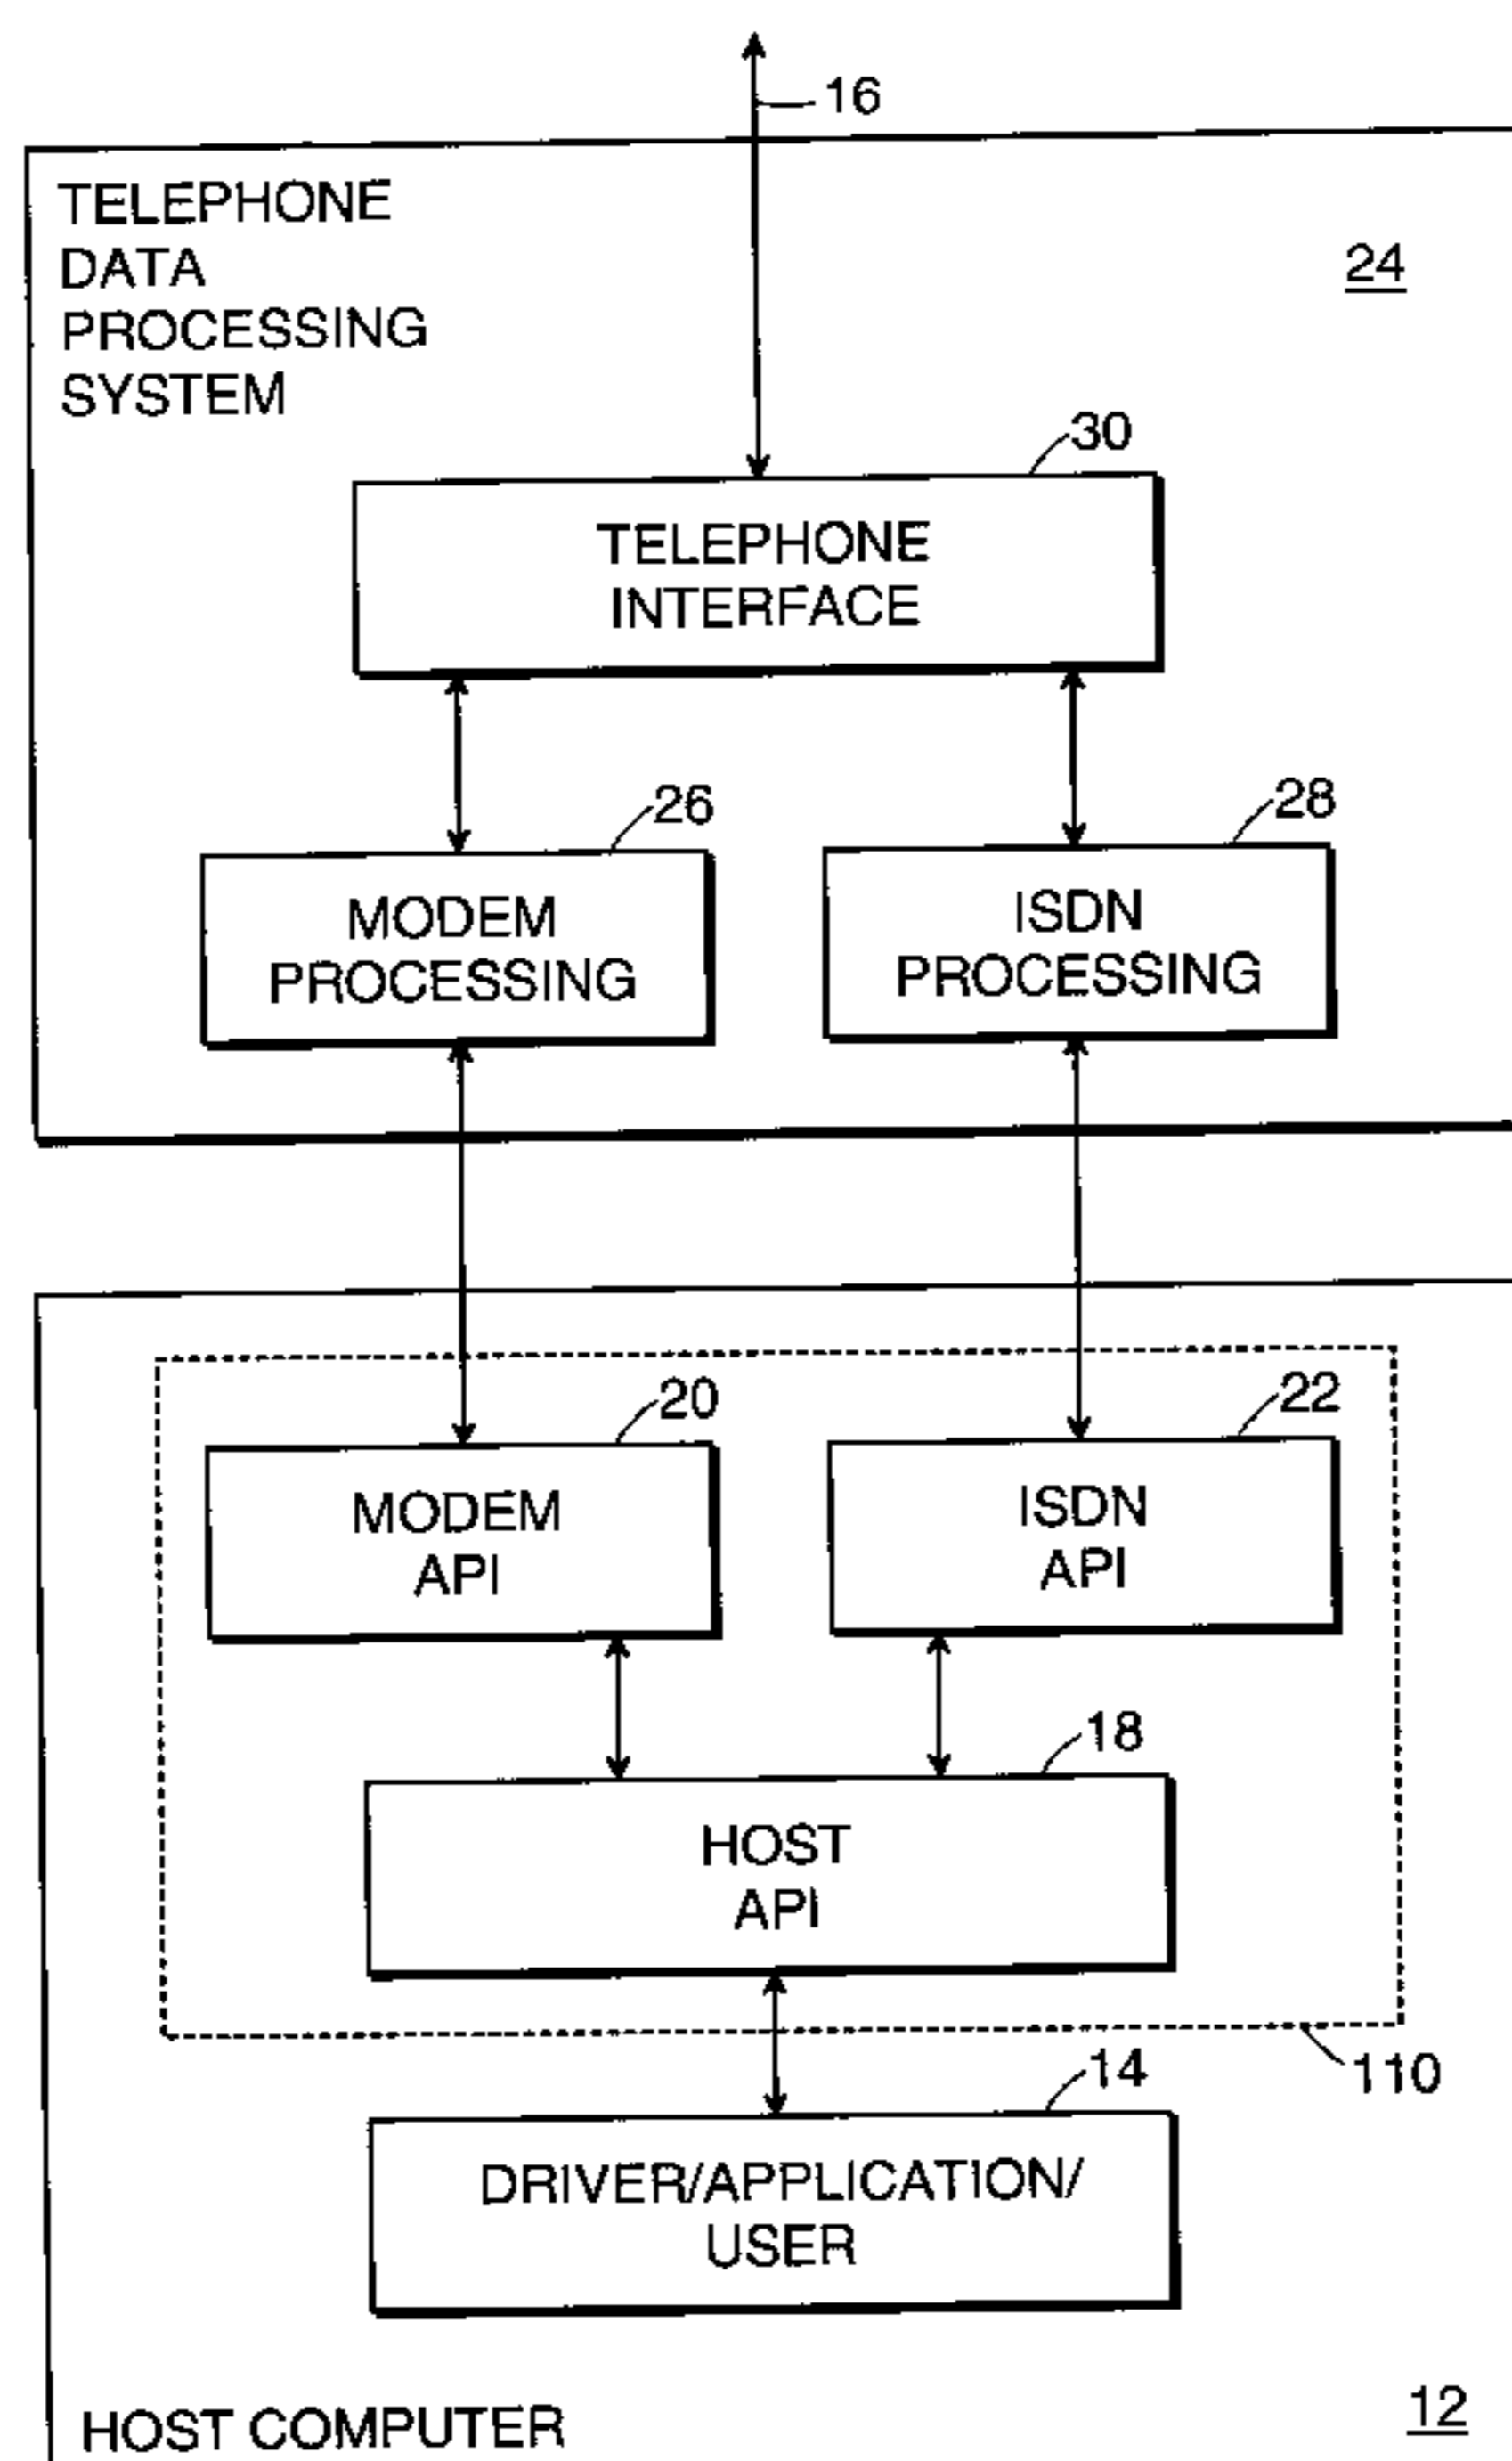 16
TELEPHONE
DATA
PROCESSING
SYSTEM
24
30
TELEPHONE
INTERFACE
26
28
MODEM
PROCESSING
ISDN
PROCESSING
20
22
MODEM
API
ISDN
API
18
HOST
API
110
14
DRIVER/APPLICATION/
USER
HOST COMPUTER
12